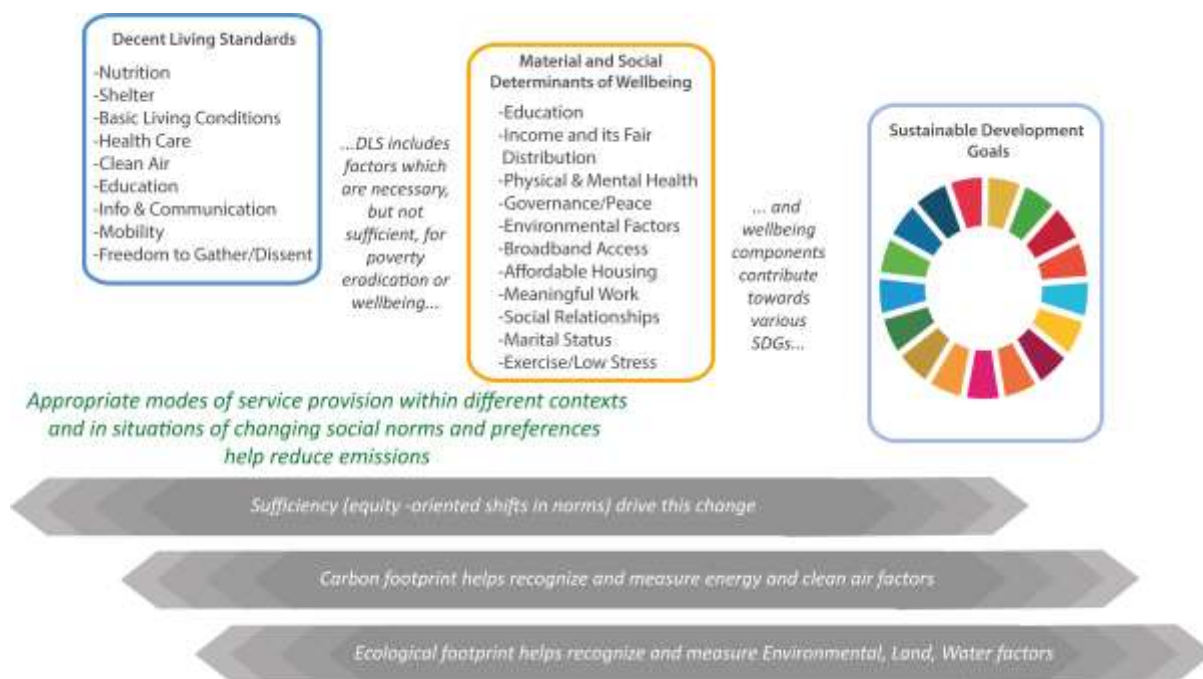 Decent Living Standards
-Nutrition
-Shelter
-Basic Living Conditions
-Health Care
-Clean Air
-Education
-Info & Communication
-Mobility
-Freedom to Gather/Dissent
...DLS includes
factors which
are necessary,
but not
sufficient, for
poverty
eradication or
wellbeing...
Material and Social
Determinants of Wellbeing
-Education
-Income and its Fair
Distribution
-Physical & Mental Health
-Governance/Peace
-Environmental Factors
-Broadband Access
-Affordable Housing
-Meaningful Work
-Social Relationships
-Marital Status
-Exercise/Low Stress
... and
wellbeing
components
contribute
towards
various
SDGs...
Sustainable Development
Goals
Appropriate modes of service provision within different contexts
and in situations of changing social norms and preferences
help reduce emissions
Sufficiency (equity -oriented shifts in norms) drive this change
Carbon footprint helps recognize and measure energy and clean air factors
Ecological footprint helps recognize and measure Environmental, Land, Water factors